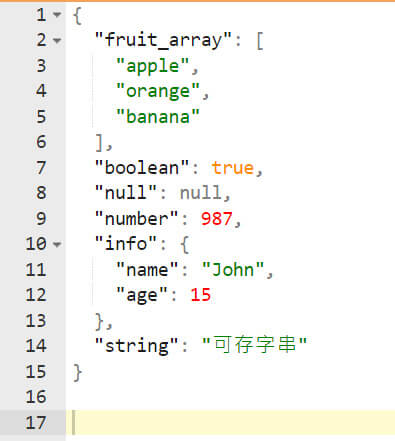 1 {
2 "fruit_array": [
3 "apple",
4 "orange",
5 "banana"
6 ],
7 "boolean": true,
8 "null": null,
9 "number": 987,
10 "info": {
11 "name": "John",
12 "age": 15
13 },
14 "string": "可存字串"
15 }
16
17